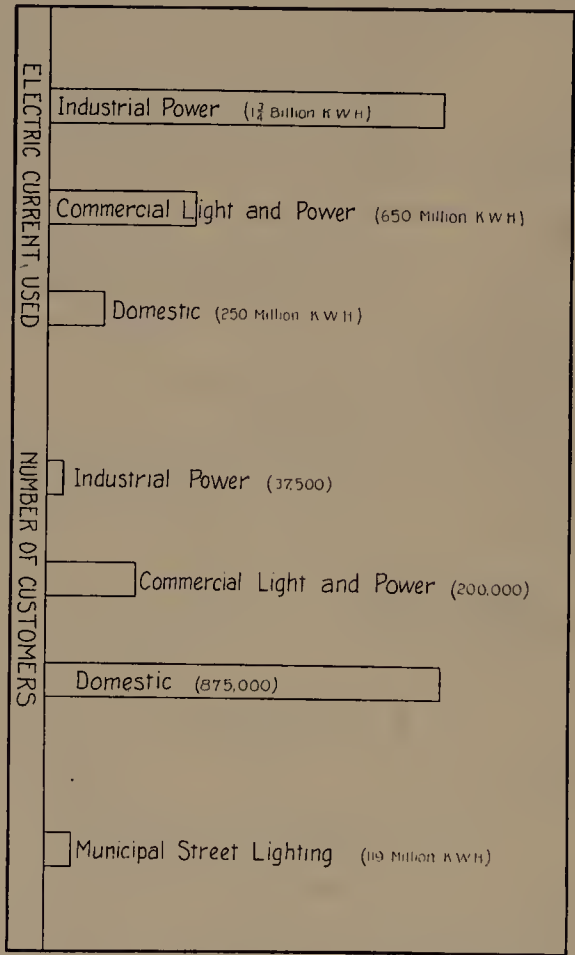 ELECTRIC CURRENT, USED
Industrial Power (1¾ Billion KWH)
Commercial Light and Power (650 Million KWH)
Domestic (250 Million KWH)
NUMBER OF CUSTOMERS
Industrial Power (37,500)
Commercial Light and Power (200,000)
Domestic (875,000)
Municipal Street Lighting (119 Million KWH)